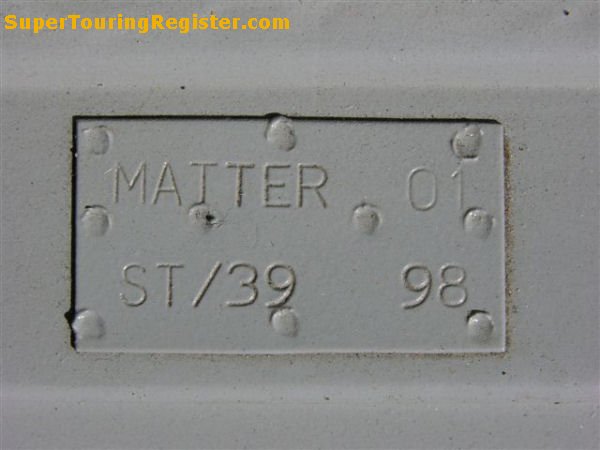 SuperTouringRegister.com
MATTER 01
ST/39 98